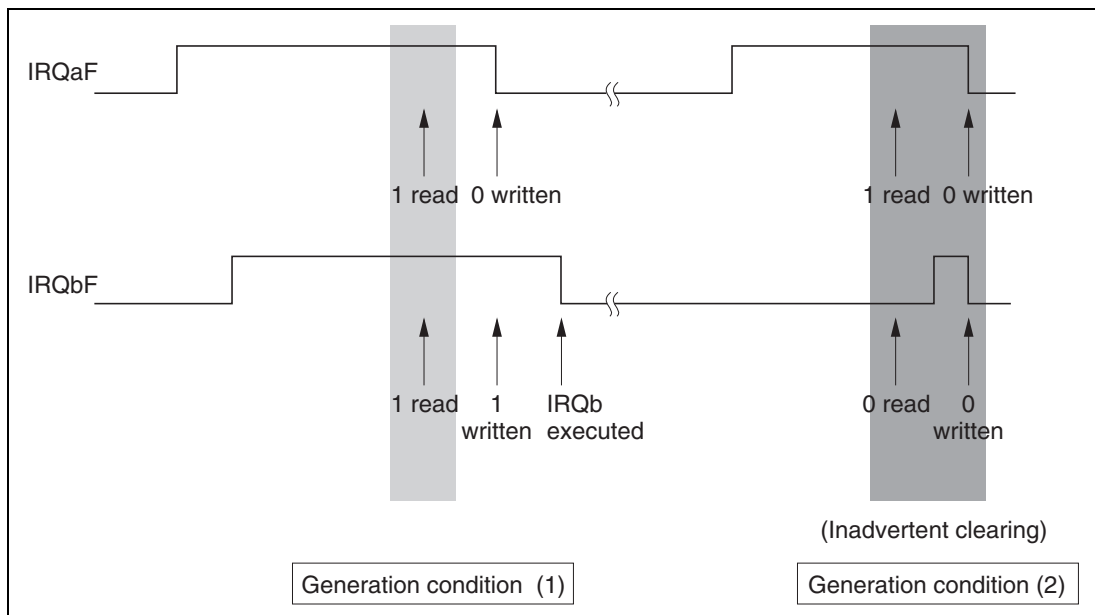 IRQaF
1 read 0 written
1 read 0 written
IRQbF
1 read
1
written
IRQb
executed
0 read
0
written
(Inadvertent clearing)
Generation condition (1)
Generation condition (2)